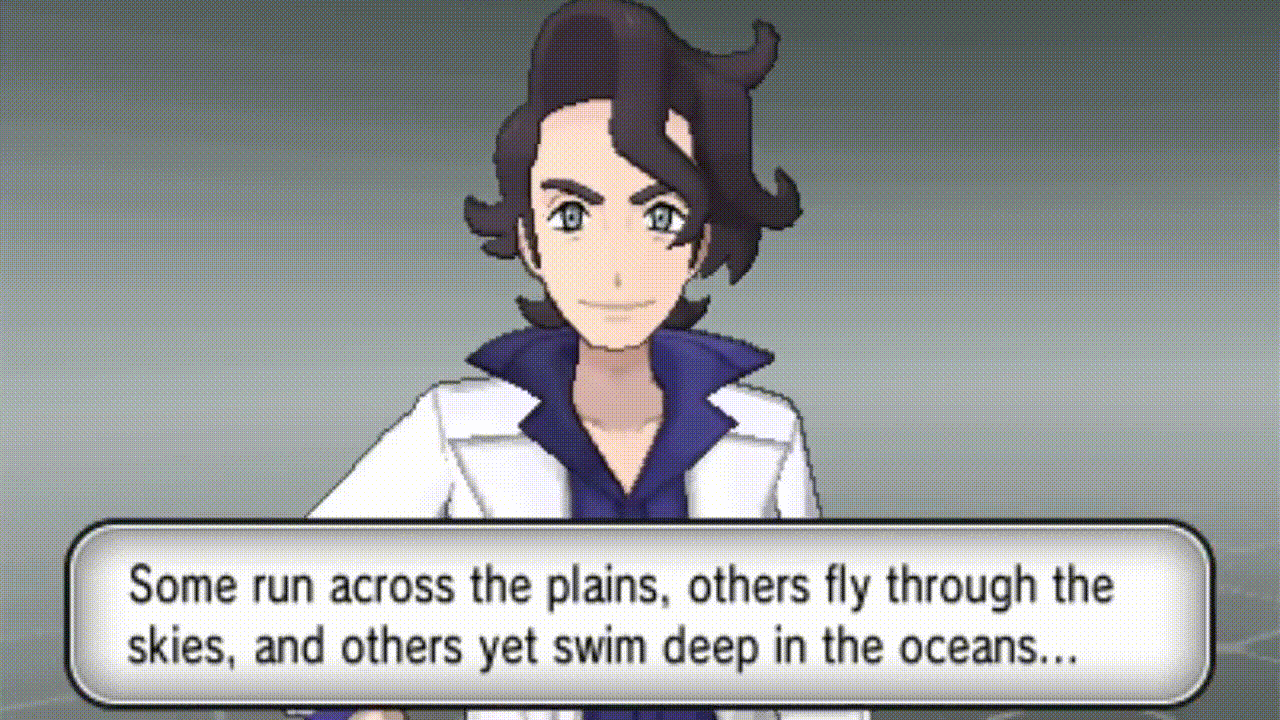 Some run across the plains, others fly through the
skies, and others yet swim deep in the oceans...